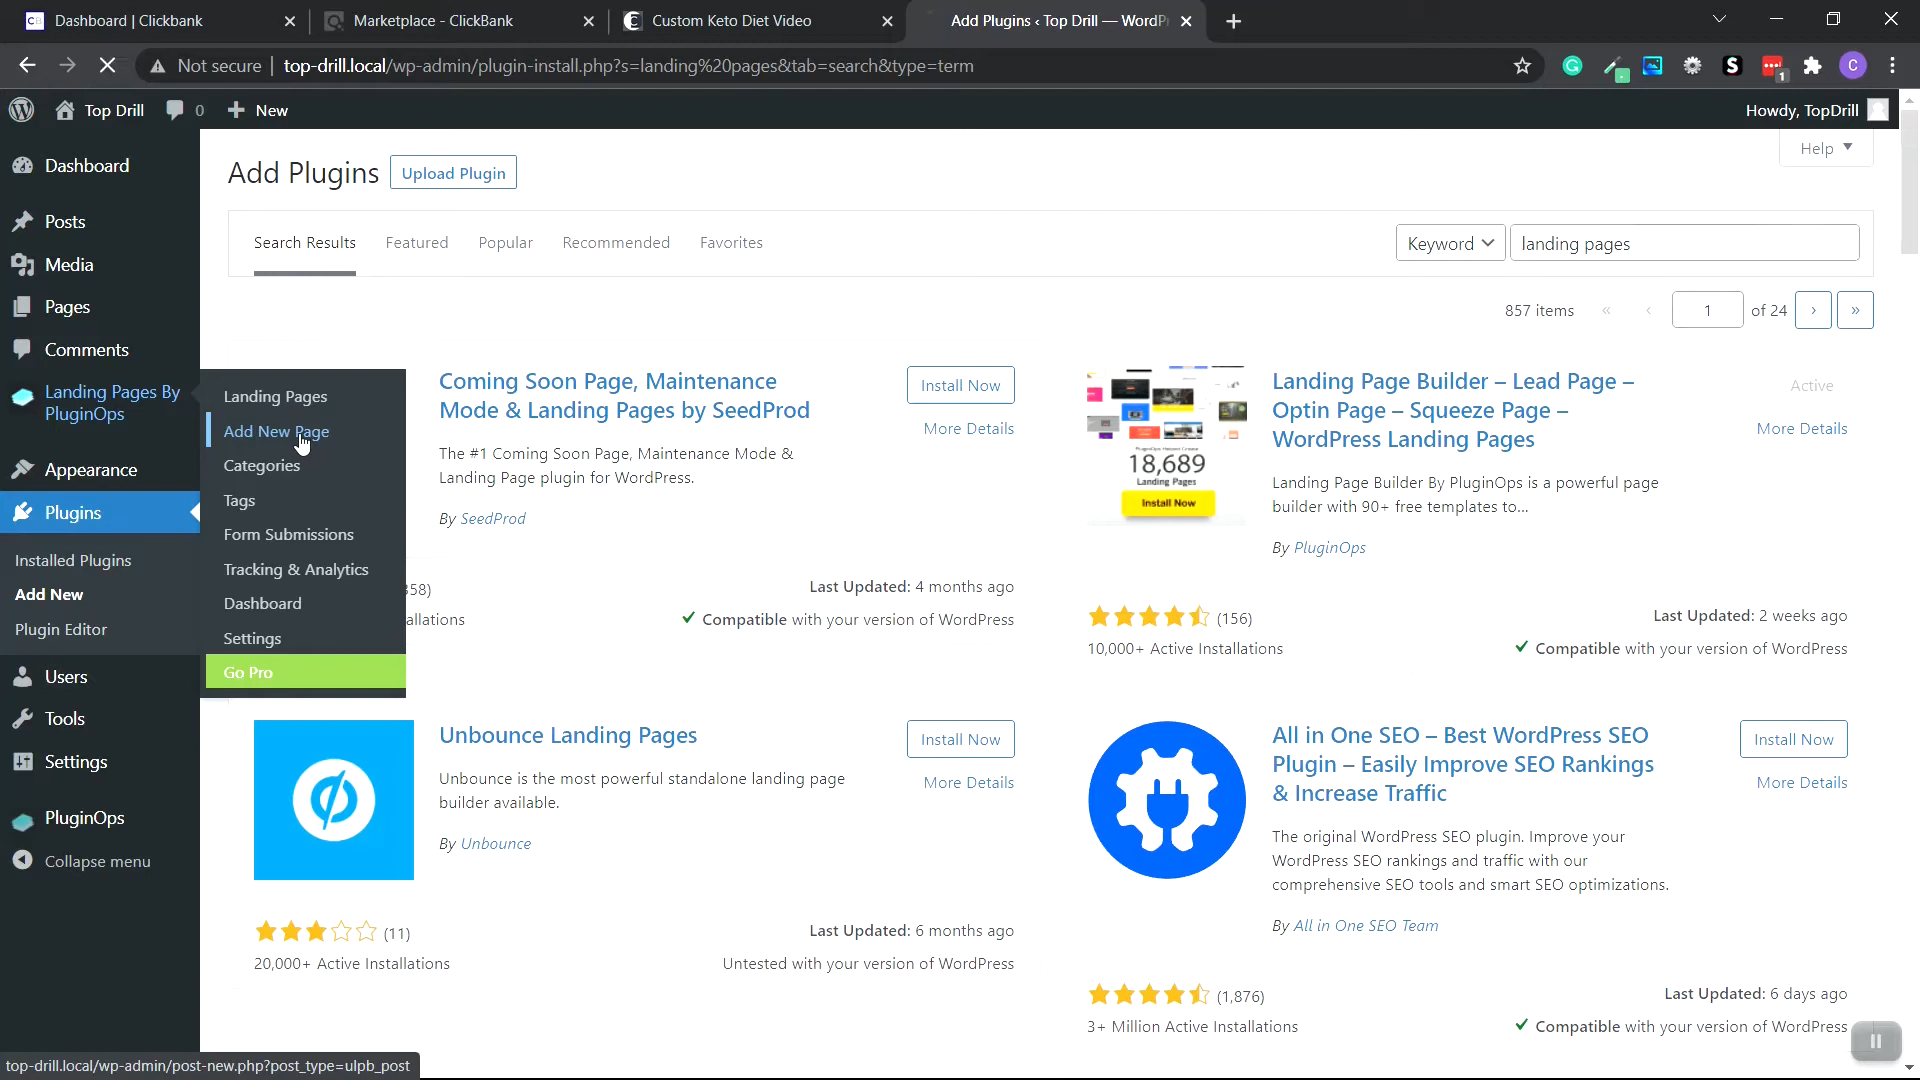 Dashboard | Clickbank
Marketplace - ClickBank
Custom Keto Diet Video
Add Plugins ‹ Top Drill — WordPr
Not secure | top-drill.local/wp-admin/plugin-install.php?s=landing%20pages&tab=search&type=term
Top Drill
0
New
Howdy, TopDrill
Dashboard
Posts
Media
Pages
Comments
Landing Pages By
PluginOps
Appearance
Plugins
Installed Plugins
Add New
Plugin Editor
Users
Tools
Settings
PluginOps
Collapse menu
Landing Pages
Add New Page
Categories
Tags
Form Submissions
Tracking & Analytics
Dashboard
Settings
Go Pro
Add Plugins
Upload Plugin
Help
Search Results
Featured
Popular
Recommended
Favorites
Keyword
landing pages
857 items « ‹ 1 of 24 › »
Coming Soon Page, Maintenance
Mode & Landing Pages by SeedProd
Install Now
More Details
The #1 Coming Soon Page, Maintenance Mode &
Landing Page plugin for WordPress.
By SeedProd
358)
allations
Last Updated: 4 months ago
Compatible with your version of WordPress
18,689
Landing Pages
Install Now
Landing Page Builder – Lead Page –
Optin Page – Squeeze Page –
WordPress Landing Pages
Active
More Details
Landing Page Builder By PluginOps is a powerful page
builder with 90+ free templates to...
By PluginOps
(156)
10,000+ Active Installations
Last Updated: 2 weeks ago
Compatible with your version of WordPress
Unbounce Landing Pages
Install Now
More Details
Unbounce is the most powerful standalone landing page
builder available.
By Unbounce
(11)
20,000+ Active Installations
Last Updated: 6 months ago
Untested with your version of WordPress
All in One SEO – Best WordPress SEO
Plugin – Easily Improve SEO Rankings
& Increase Traffic
Install Now
More Details
The original WordPress SEO plugin. Improve your
WordPress SEO rankings and traffic with our
comprehensive SEO tools and smart SEO optimizations.
By All in One SEO Team
(1,876)
3+ Million Active Installations
Last Updated: 6 days ago
Compatible with your version of WordPress
top-drill.local/wp-admin/post-new.php?post_type=ulpb_post